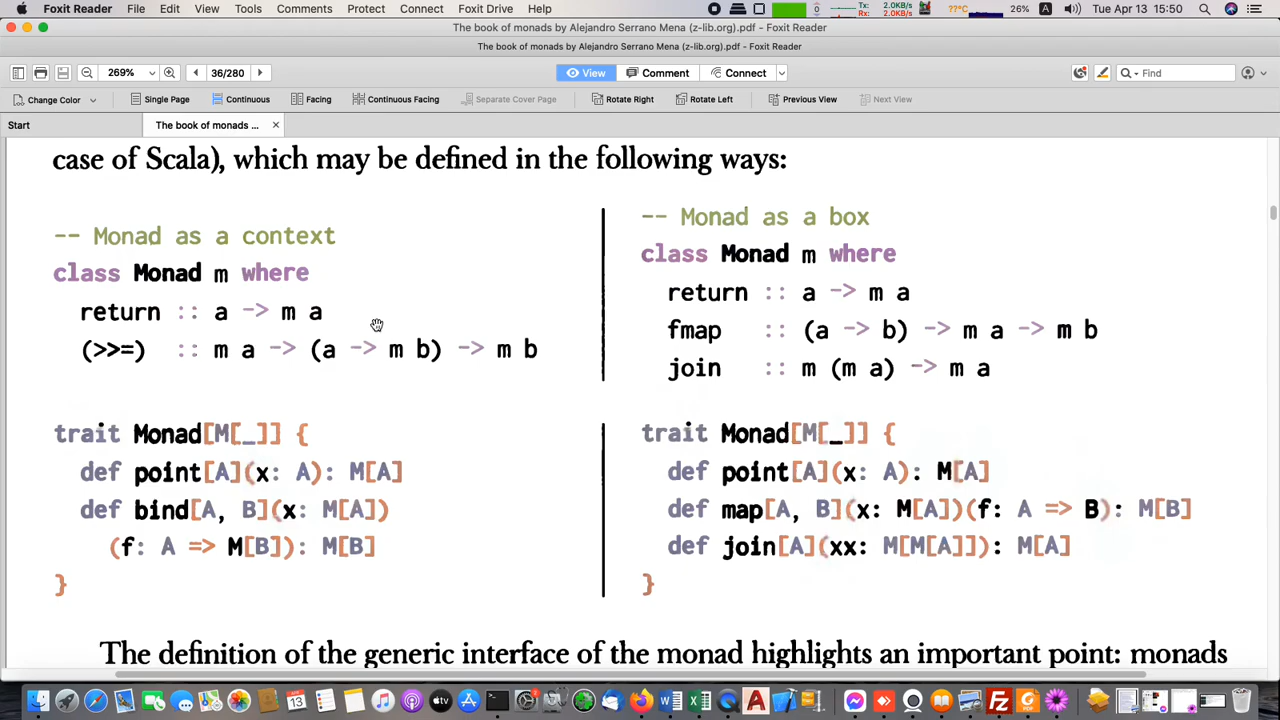 Foxit Reader File Edit View Tools Comments Protect Connect Foxit Drive Help Tx: 2.0KB/s Rx: 2.0KB/s ??°C 26% A Tue Apr 13 15:50
The book of monads by Alejandro Serrano Mena (z-lib.org).pdf - Foxit Reader
The book of monads by Alejandro Serrano Mena (z-lib.org).pdf - Foxit Reader
269% 36/280 View Comment Connect Find
Change Color Single Page Continuous Facing Continuous Facing Separate Cover Page Rotate Right Rotate Left Previous View Next View
Start The book of monads ...
case of Scala), which may be defined in the following ways:
-- Monad as a context
class Monad m where
return :: a -> m a
(>>=) :: m a -> (a -> m b) -> m b
-- Monad as a box
class Monad m where
return :: a -> m a
fmap :: (a -> b) -> m a -> m b
join :: m (m a) -> m a
trait Monad[M[_]] {
def point[A](x: A): M[A]
def bind[A, B](x: M[A])
(f: A => M[B]): M[B]
}
trait Monad[M[_]] {
def point[A](x: A): M[A]
def map[A, B](x: M[A])(f: A => B): M[B]
def join[A](xx: M[M[A]]): M[A]
}
The definition of the generic interface of the monad highlights an important point: monads